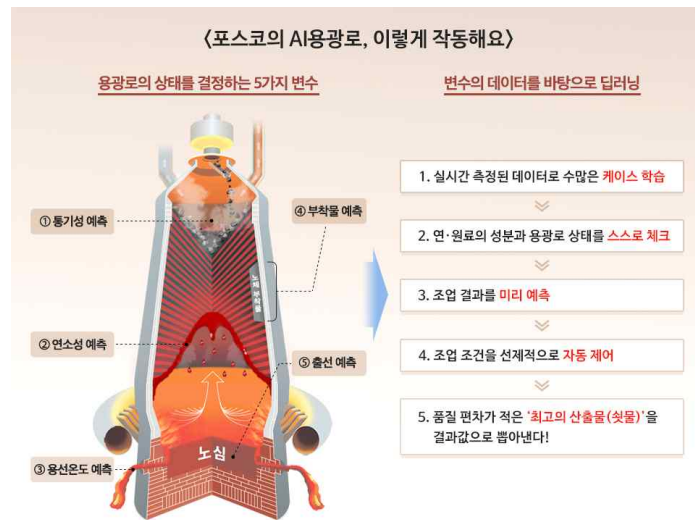 〈포스코의 AI용광로, 이렇게 작동해요〉
용광로의 상태를 결정하는 5가지 변수
① 통기성 예측
④ 부착물 예측
노체 부착물
② 연소성 예측
⑤ 출선 예측
노심
③ 용선온도 예측
변수의 데이터를 바탕으로 딥러닝
1. 실시간 측정된 데이터로 수많은 케이스 학습
2. 연·원료의 성분과 용광로 상태를 스스로 체크
3. 조업 결과를 미리 예측
4. 조업 조건을 선제적으로 자동 제어
5. 품질 편차가 적은 '최고의 산출물(쇳물)'을
결과값으로 뽑아낸다!